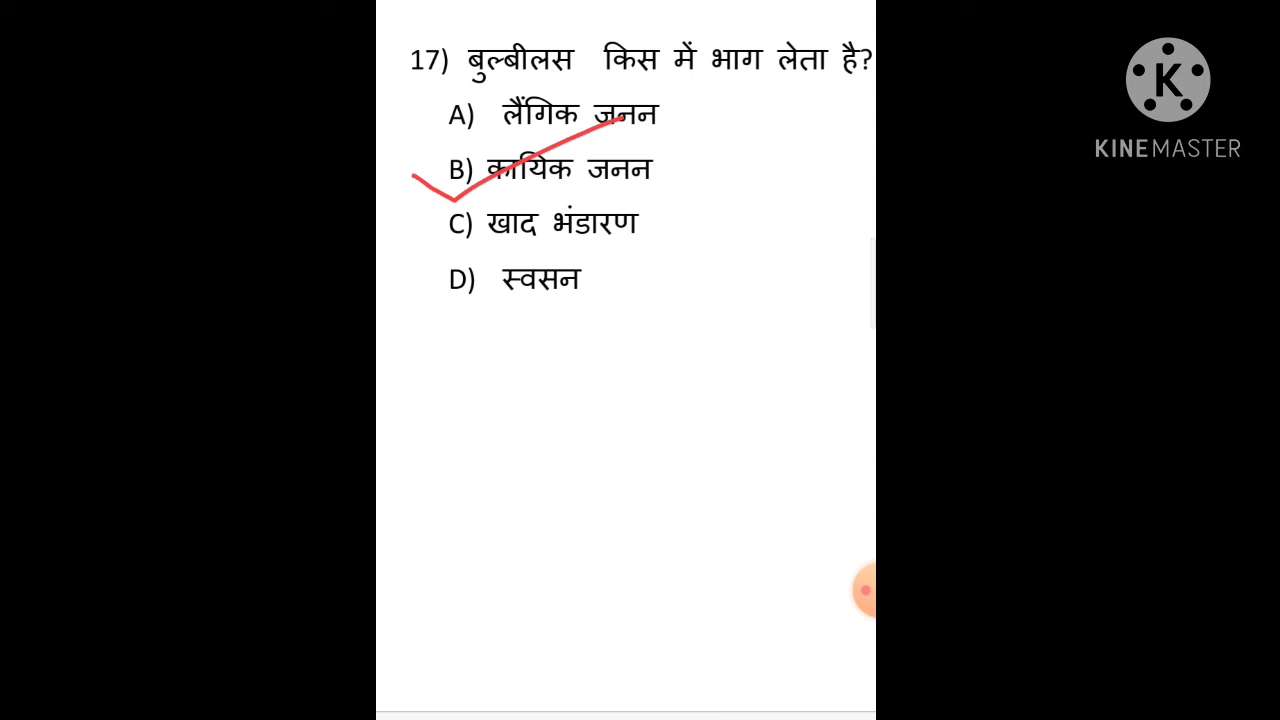 17) बुल्बीलस किस में भाग लेता है?
A) लैंगिक जनन
B) कायिक जनन
C) खाद भंडारण
D) स्वसन
K
KINEMASTER